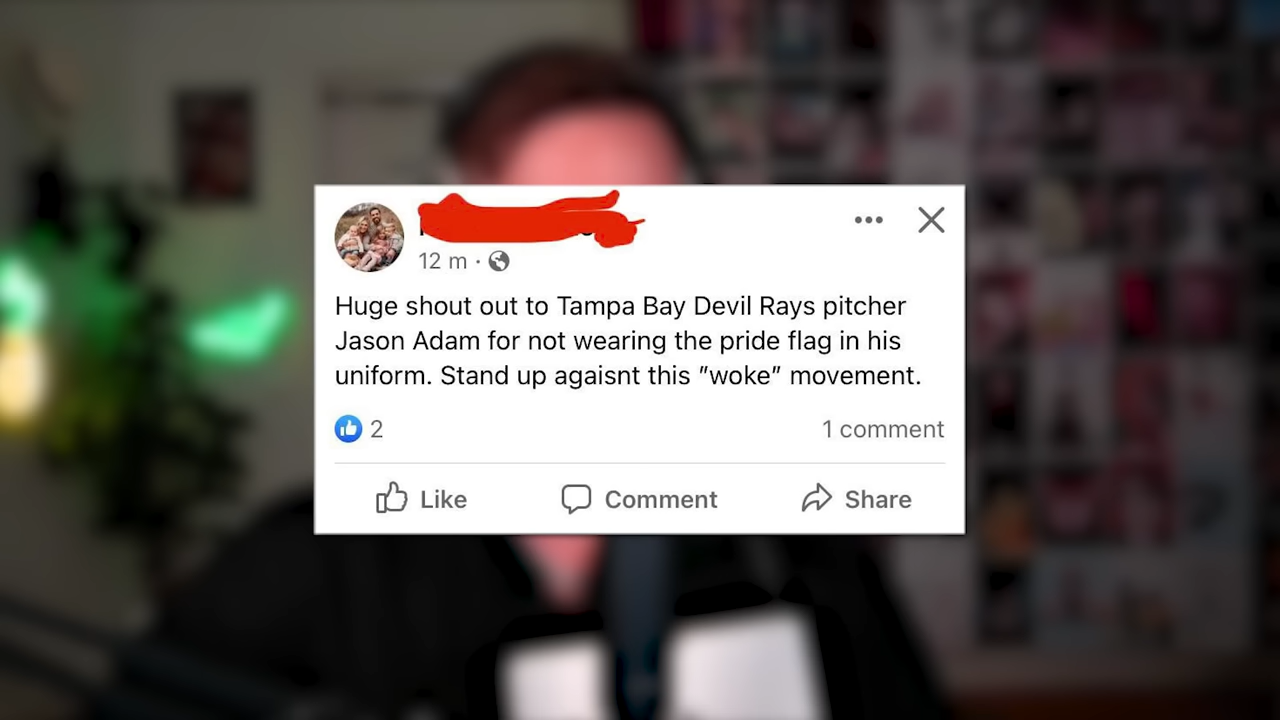 12 m ·
Huge shout out to Tampa Bay Devil Rays pitcher
Jason Adam for not wearing the pride flag in his
uniform. Stand up agaisnt this "woke" movement.
2
1 comment
Like
Comment
Share